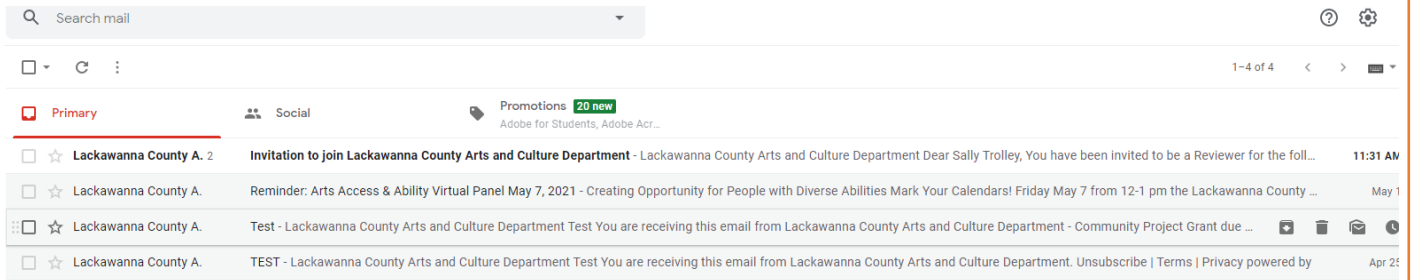 Search mail
1–4 of 4
Primary
Social
Promotions 20 new
Adobe for Students, Adobe Acr...
Lackawanna County A. 2 Invitation to join Lackawanna County Arts and Culture Department - Lackawanna County Arts and Culture Department Dear Sally Trolley, You have been invited to be a Reviewer for the foll... 11:31 AM
Lackawanna County A. Reminder: Arts Access & Ability Virtual Panel May 7, 2021 - Creating Opportunity for People with Diverse Abilities Mark Your Calendars! Friday May 7 from 12-1 pm the Lackawanna County ... May 1
Lackawanna County A. Test - Lackawanna County Arts and Culture Department Test You are receiving this email from Lackawanna County Arts and Culture Department - Community Project Grant due ...
Lackawanna County A. TEST - Lackawanna County Arts and Culture Department Test You are receiving this email from Lackawanna County Arts and Culture Department. Unsubscribe | Terms | Privacy powered by Apr 25